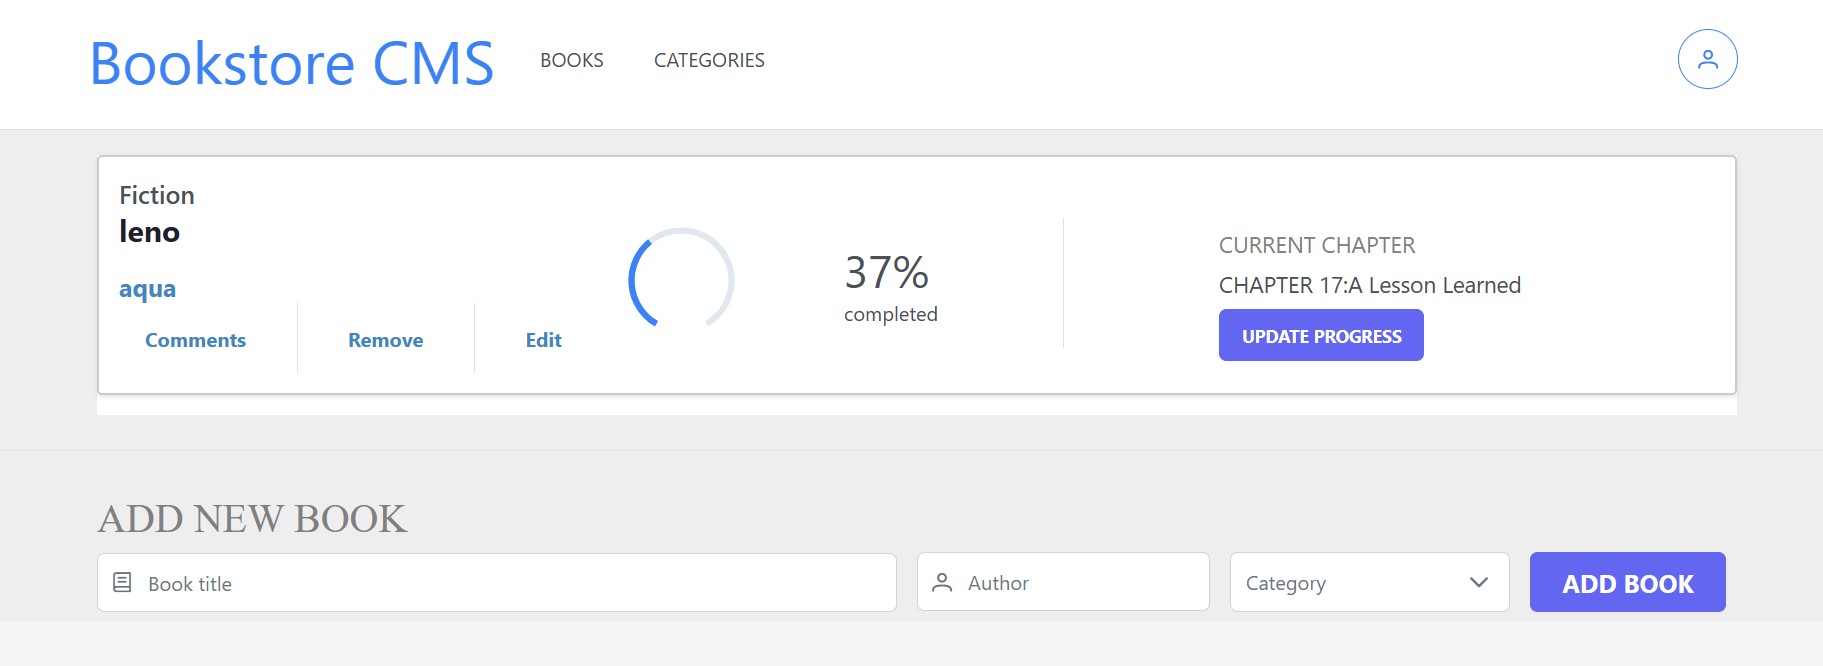 Bookstore CMS
BOOKS
CATEGORIES
Fiction
leno
aqua
Comments
Remove
Edit
37%
completed
CURRENT CHAPTER
CHAPTER 17:A Lesson Learned
UPDATE PROGRESS
ADD NEW BOOK
Book title
Author
Category
ADD BOOK